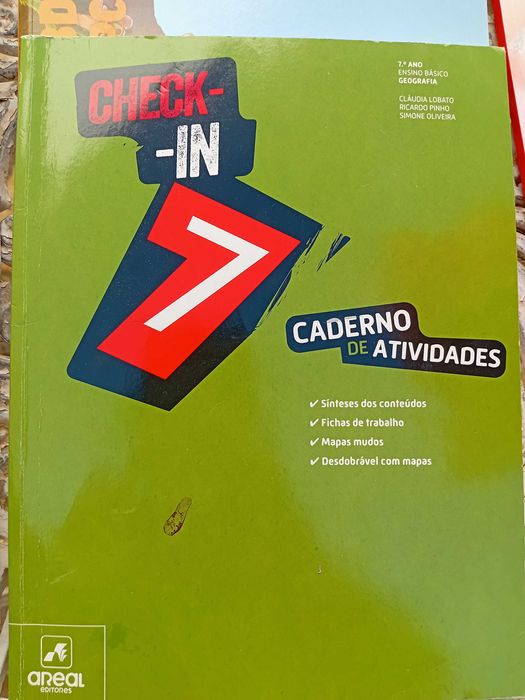 CHECK-
-IN
7
7.º ANO
ENSINO BÁSICO
GEOGRAFIA
CLÁUDIA LOBATO
RICARDO PINHO
SIMONE OLIVEIRA
CADERNO
DE ATIVIDADES
✓ Sínteses dos conteúdos
✓ Fichas de trabalho
✓ Mapas mudos
✓ Desdobrável com mapas
areal
EDITORES